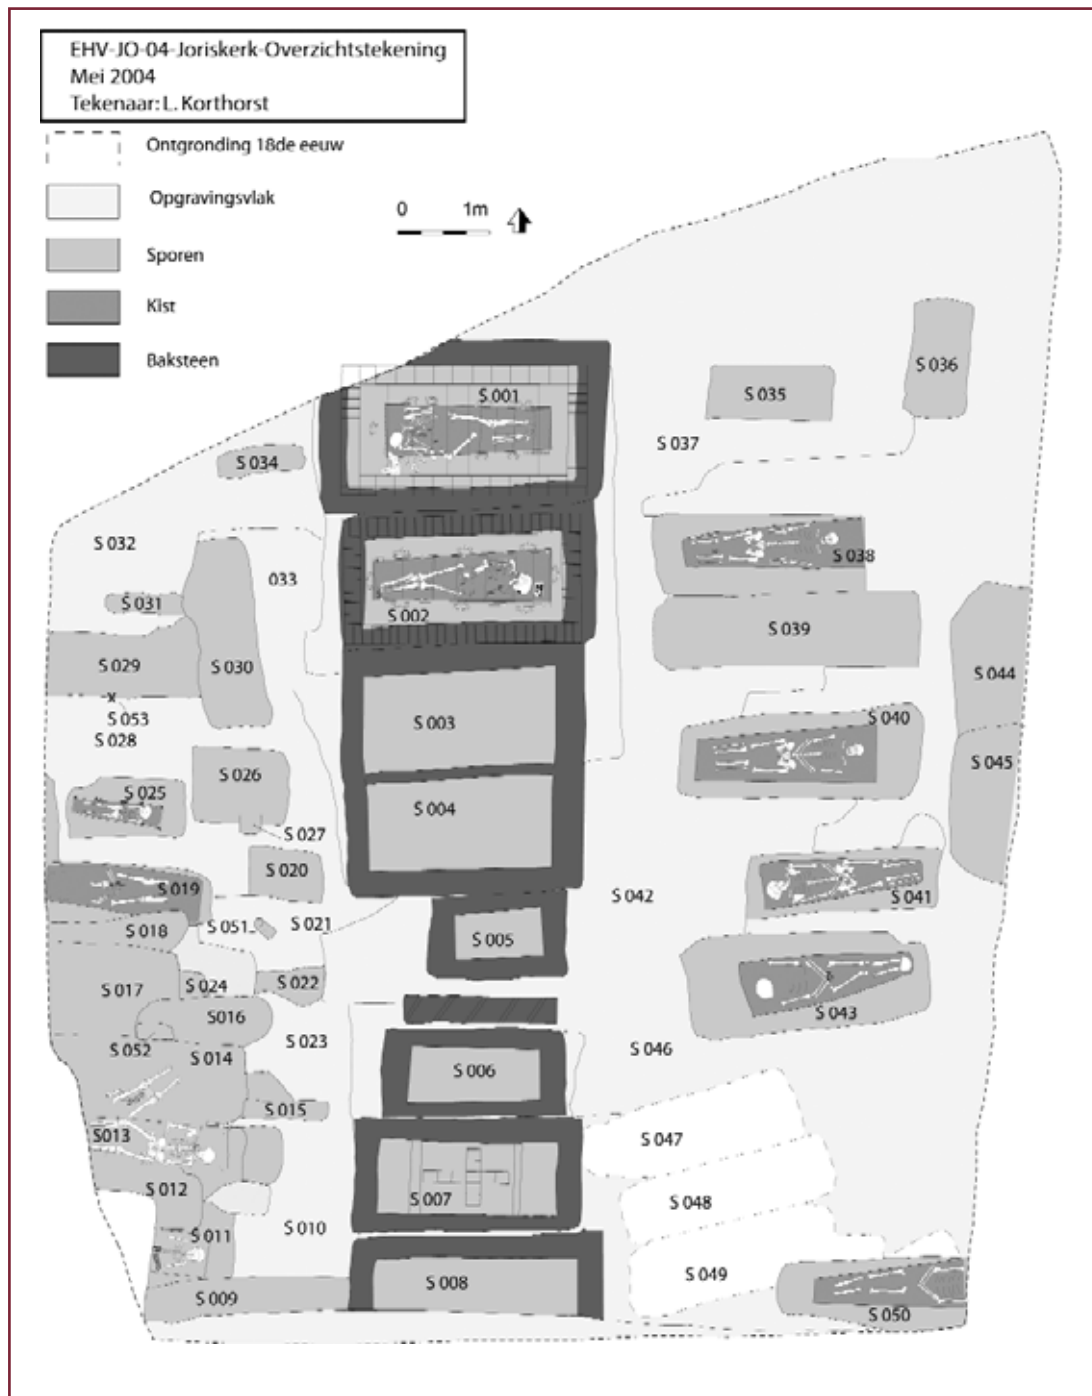 EHV-JO-04-Joriskerk-Overzichtstekening
Mei 2004
Tekenaar: L. Korthorst
Ontgronding 18de eeuw
Opgravingsvlak
Sporen
Kist
Baksteen
0 1m
S 001
S 036
S 035
S 037
S 034
S 032
033
S 038
S 031
S 002
S 039
S 029
S 030
S 044
S 053
S 003
S 040
S 028
S 026
S 045
S 025
S 004
S 027
S 020
S 019
S 042
S 041
S 018
S 051
S 021
S 005
S 017
S 024
S 022
S016
S 043
S 023
S 052
S 014
S 046
S 006
S 015
S013
S 047
S 012
S 007
S 048
S 011
S 010
S 049
S 008
S 009
S 050